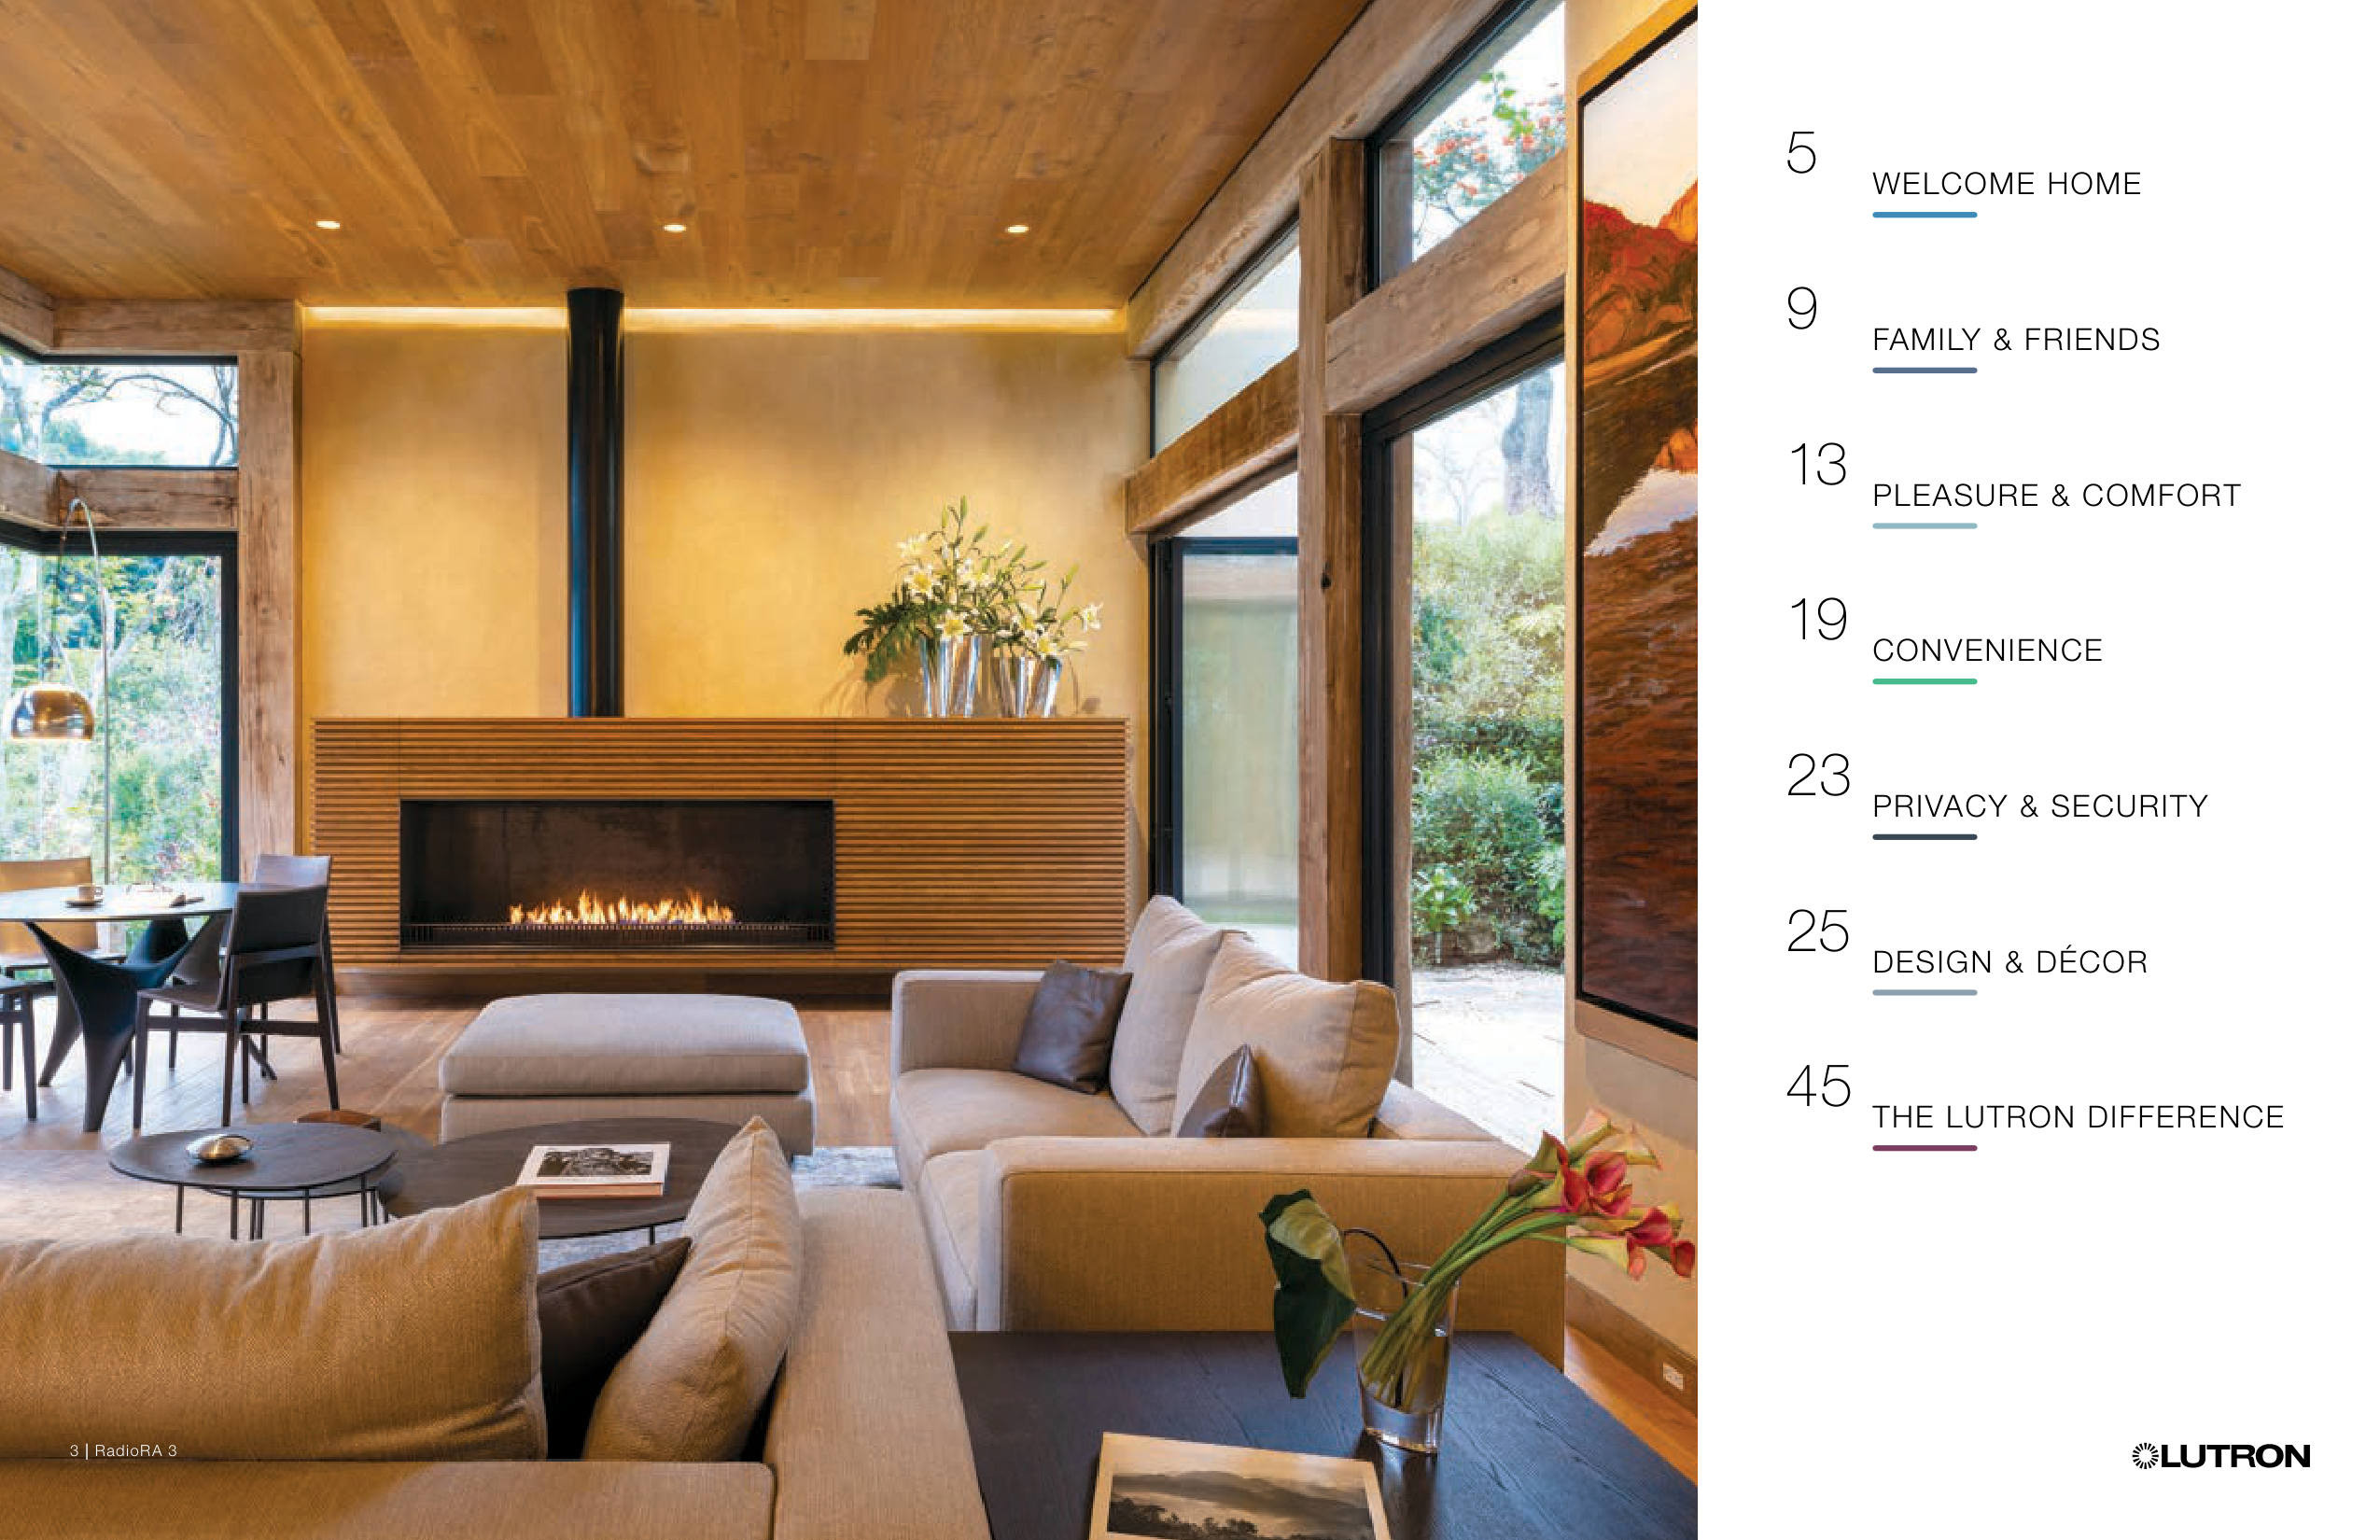 5
WELCOME HOME
9
FAMILY & FRIENDS
13
PLEASURE & COMFORT
19
CONVENIENCE
23
PRIVACY & SECURITY
25
DESIGN & DÉCOR
45
THE LUTRON DIFFERENCE
3 | RadioRA 3
LUTRON